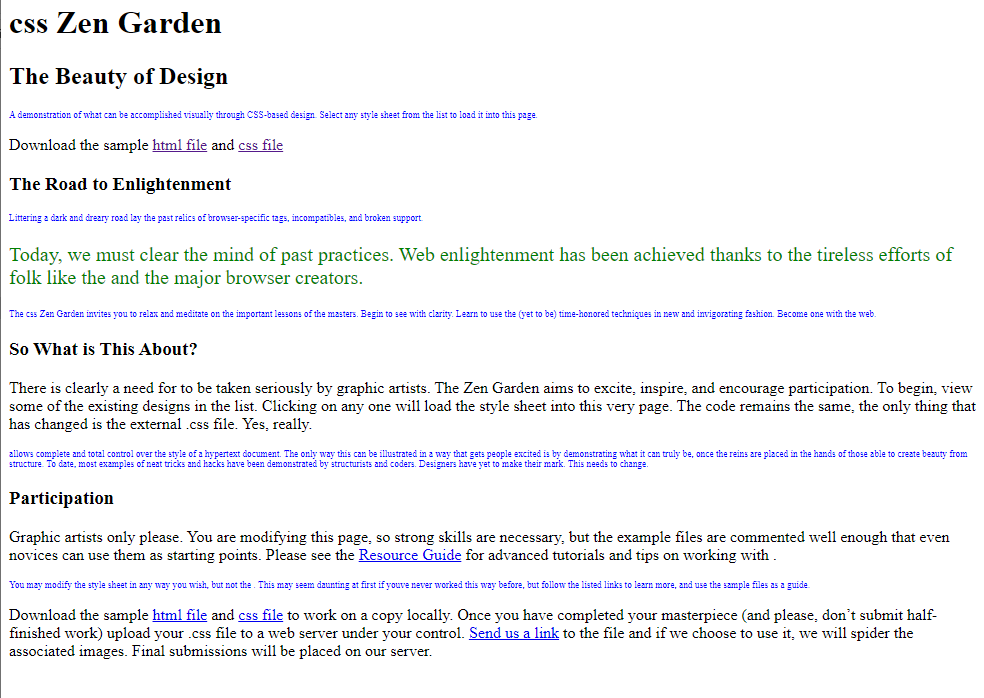 css Zen Garden
The Beauty of Design
A demonstration of what can be accomplished visually through CSS-based design. Select any style sheet from the list to load it into this page.
Download the sample html file and css file
The Road to Enlightenment
Littering a dark and dreary road lay the past relics of browser-specific tags, incompatibles, and broken support.
Today, we must clear the mind of past practices. Web enlightenment has been achieved thanks to the tireless efforts of
folk like the and the major browser creators.
The css Zen Garden invites you to relax and meditate on the important lessons of the masters. Begin to see with clarity. Learn to use the (yet to be) time-honored techniques in new and invigorating fashion. Become one with the web.
So What is This About?
There is clearly a need for to be taken seriously by graphic artists. The Zen Garden aims to excite, inspire, and encourage participation. To begin, view
some of the existing designs in the list. Clicking on any one will load the style sheet into this very page. The code remains the same, the only thing that
has changed is the external .css file. Yes, really.
allows complete and total control over the style of a hypertext document. The only way this can be illustrated in a way that gets people excited is by demonstrating what it can truly be, once the reins are placed in the hands of those able to create beauty from
structure. To date, most examples of neat tricks and hacks have been demonstrated by structurists and coders. Designers have yet to make their mark. This needs to change.
Participation
Graphic artists only please. You are modifying this page, so strong skills are necessary, but the example files are commented well enough that even
novices can use them as starting points. Please see the Resource Guide for advanced tutorials and tips on working with .
You may modify the style sheet in any way you wish, but not the . This may seem daunting at first if youve never worked this way before, but follow the listed links to learn more, and use the sample files as a guide.
Download the sample html file and css file to work on a copy locally. Once you have completed your masterpiece (and please, don’t submit half-
finished work) upload your .css file to a web server under your control. Send us a link to the file and if we choose to use it, we will spider the
associated images. Final submissions will be placed on our server.